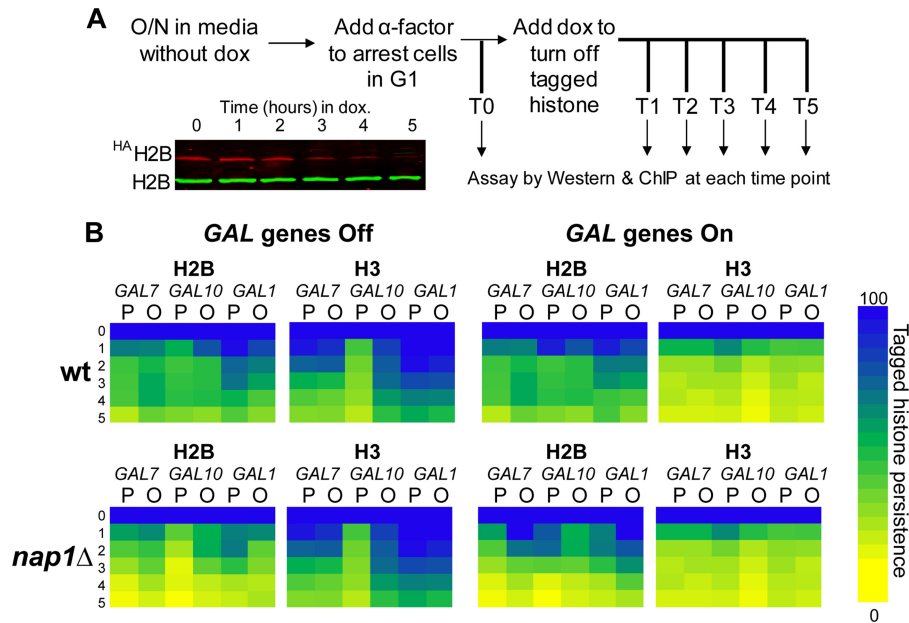 A
O/N in media
without dox
Add α-factor
to arrest cells
in G1
Add dox to
turn off
tagged
histone
T0
T1 T2 T3 T4 T5
Assay by Western & ChIP at each time point
Time (hours) in dox.
0 1 2 3 4 5
HA H2B
H2B
B
GAL genes Off
GAL genes On
H2B H3 H2B H3
GAL7 GAL10 GAL1 GAL7 GAL10 GAL1 GAL7 GAL10 GAL1 GAL7 GAL10 GAL1
P O P O P O P O P O P O P O P O P O P O P O P O
wt
0
1
2
3
4
5
H2B H3 H2B H3
GAL7 GAL10 GAL1 GAL7 GAL10 GAL1 GAL7 GAL10 GAL1 GAL7 GAL10 GAL1
P O P O P O P O P O P O P O P O P O P O P O P O
nap1Δ
0
1
2
3
4
5
100
Tagged histone persistence
0